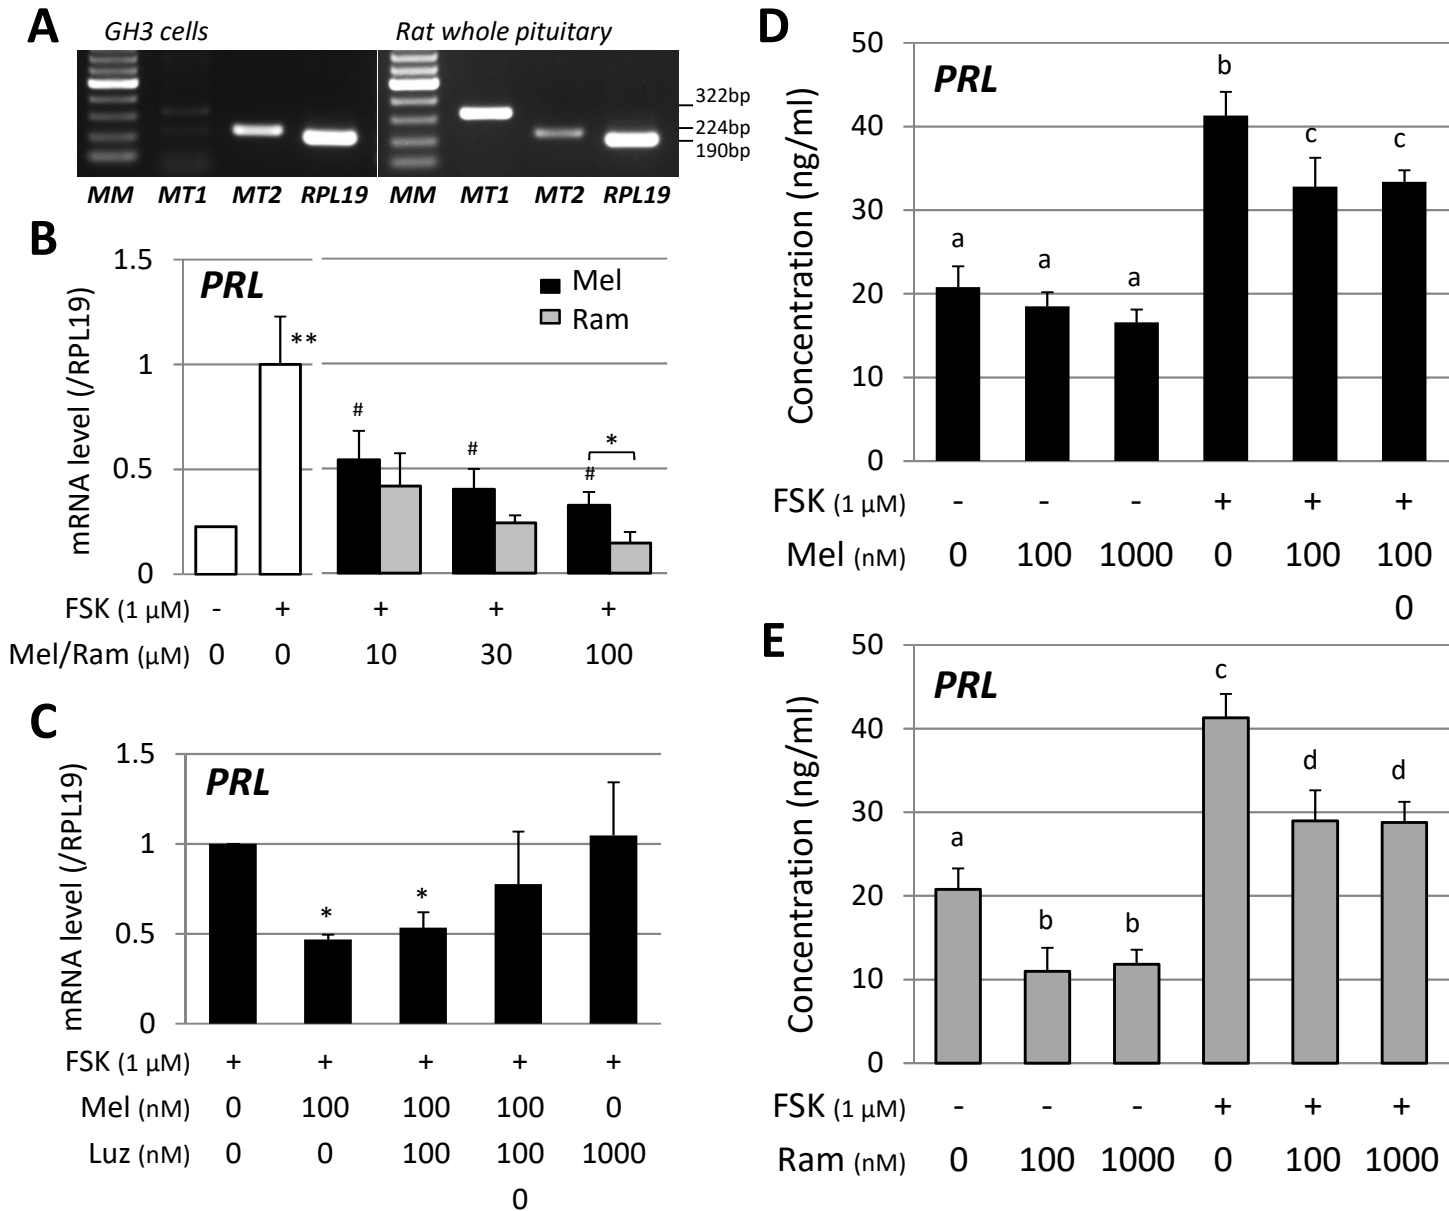 A
GH3 cells
Rat whole pituitary
322bp
224bp
190bp
MM MT1 MT2 RPL19 MM MT1 MT2 RPL19
B
PRL
Mel
Ram
mRNA level (/RPL19)
1.5
1
0.5
0
**
#
#
#
*
FSK (1 µM) - + + + +
Mel/Ram (µM) 0 0 10 30 100
C
PRL
mRNA level (/RPL19)
1.5
1
0.5
0
*
*
FSK (1 µM) + + + + +
Mel (nM) 0 100 100 100 0
Luz (nM) 0 0 100 100 1000
0
D
PRL
Concentration (ng/ml)
50
40
30
20
10
0
a a a b c c
FSK (1 µM) - - - + + +
Mel (nM) 0 100 1000 0 100 100
0
E
PRL
Concentration (ng/ml)
50
40
30
20
10
0
a b b c d d
FSK (1 µM) - - - + + +
Ram (nM) 0 100 1000 0 100 1000